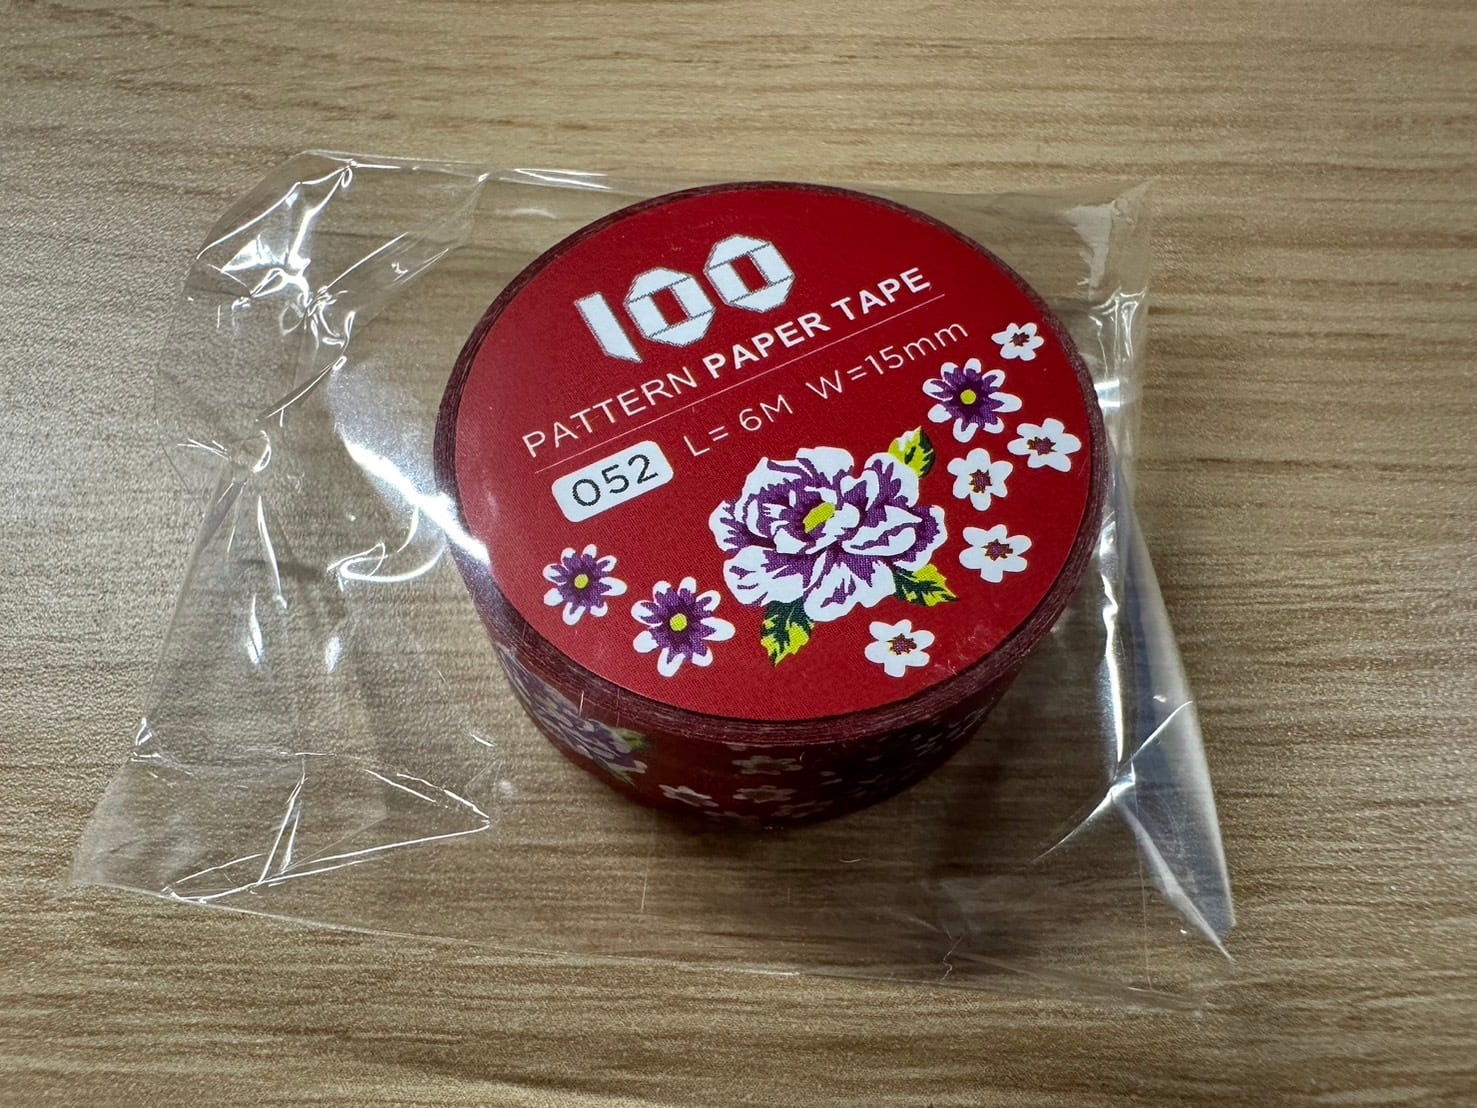 100
PATTERN PAPER TAPE
052 L= 6M W=15mm